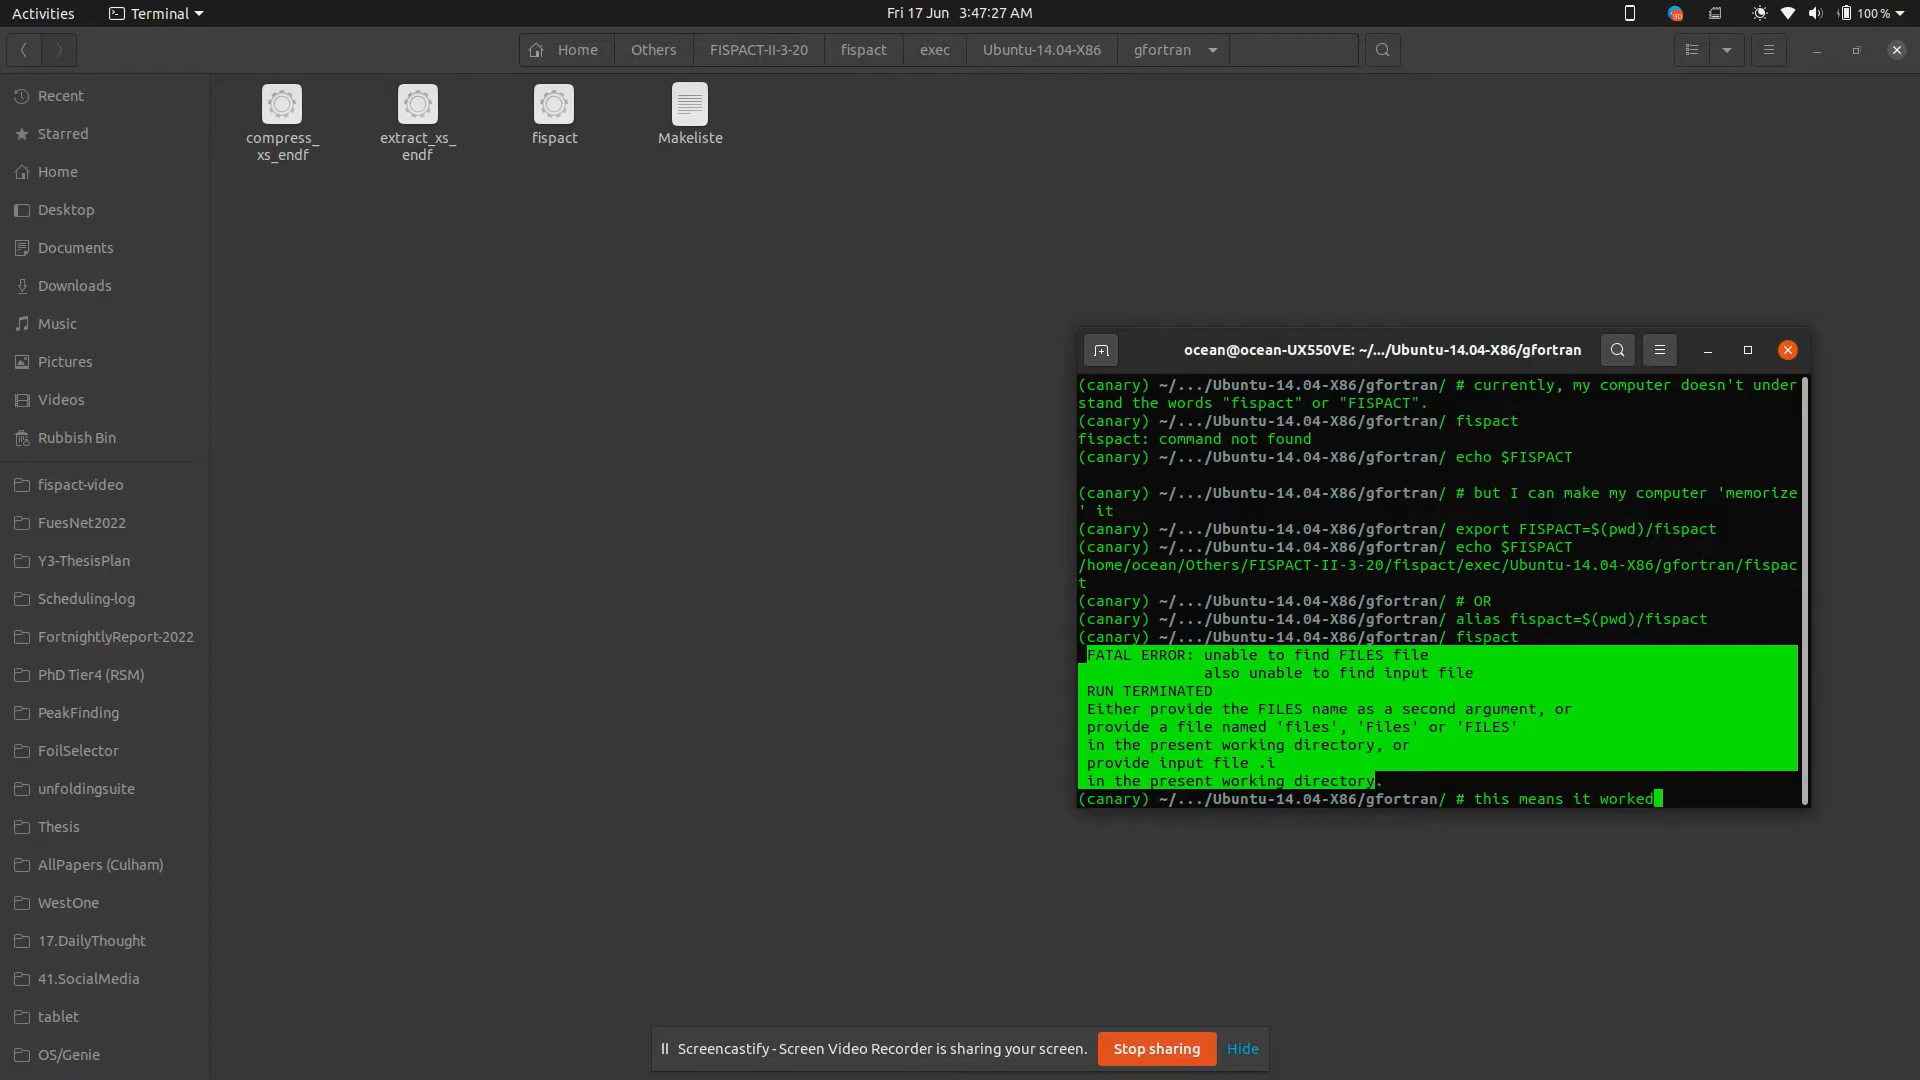 Activities
Terminal
Fri 17 Jun 3:47:27 AM
100 %
Home
Others
FISPACT-II-3-20
fispact
exec
Ubuntu-14.04-X86
gfortran
Recent
Starred
Home
Desktop
Documents
Downloads
Music
Pictures
Videos
Rubbish Bin
fispact-video
FuesNet2022
Y3-ThesisPlan
Scheduling-log
FortnightlyReport-2022
PhD Tier4 (RSM)
PeakFinding
FoilSelector
unfoldingsuite
Thesis
AllPapers (Culham)
WestOne
17.DailyThought
41.SocialMedia
tablet
OS/Genie
compress_
xs_endf
extract_xs_
endf
fispact
Makeliste
ocean@ocean-UX550VE: ~/.../Ubuntu-14.04-X86/gfortran
(canary) ~/.../Ubuntu-14.04-X86/gfortran/ # currently, my computer doesn't under
stand the words "fispact" or "FISPACT".
(canary) ~/.../Ubuntu-14.04-X86/gfortran/ fispact
fispact: command not found
(canary) ~/.../Ubuntu-14.04-X86/gfortran/ echo $FISPACT
(canary) ~/.../Ubuntu-14.04-X86/gfortran/ # but I can make my computer 'memorize
' it
(canary) ~/.../Ubuntu-14.04-X86/gfortran/ export FISPACT=$(pwd)/fispact
(canary) ~/.../Ubuntu-14.04-X86/gfortran/ echo $FISPACT
/home/ocean/Others/FISPACT-II-3-20/fispact/exec/Ubuntu-14.04-X86/gfortran/fispac
t
(canary) ~/.../Ubuntu-14.04-X86/gfortran/ # OR
(canary) ~/.../Ubuntu-14.04-X86/gfortran/ alias fispact=$(pwd)/fispact
(canary) ~/.../Ubuntu-14.04-X86/gfortran/ fispact
FATAL ERROR: unable to find FILES file
also unable to find input file
RUN TERMINATED
Either provide the FILES name as a second argument, or
provide a file named 'files', 'Files' or 'FILES'
in the present working directory, or
provide input file .i
in the present working directory.
(canary) ~/.../Ubuntu-14.04-X86/gfortran/ # this means it worked
Screencastify - Screen Video Recorder is sharing your screen.
Stop sharing
Hide